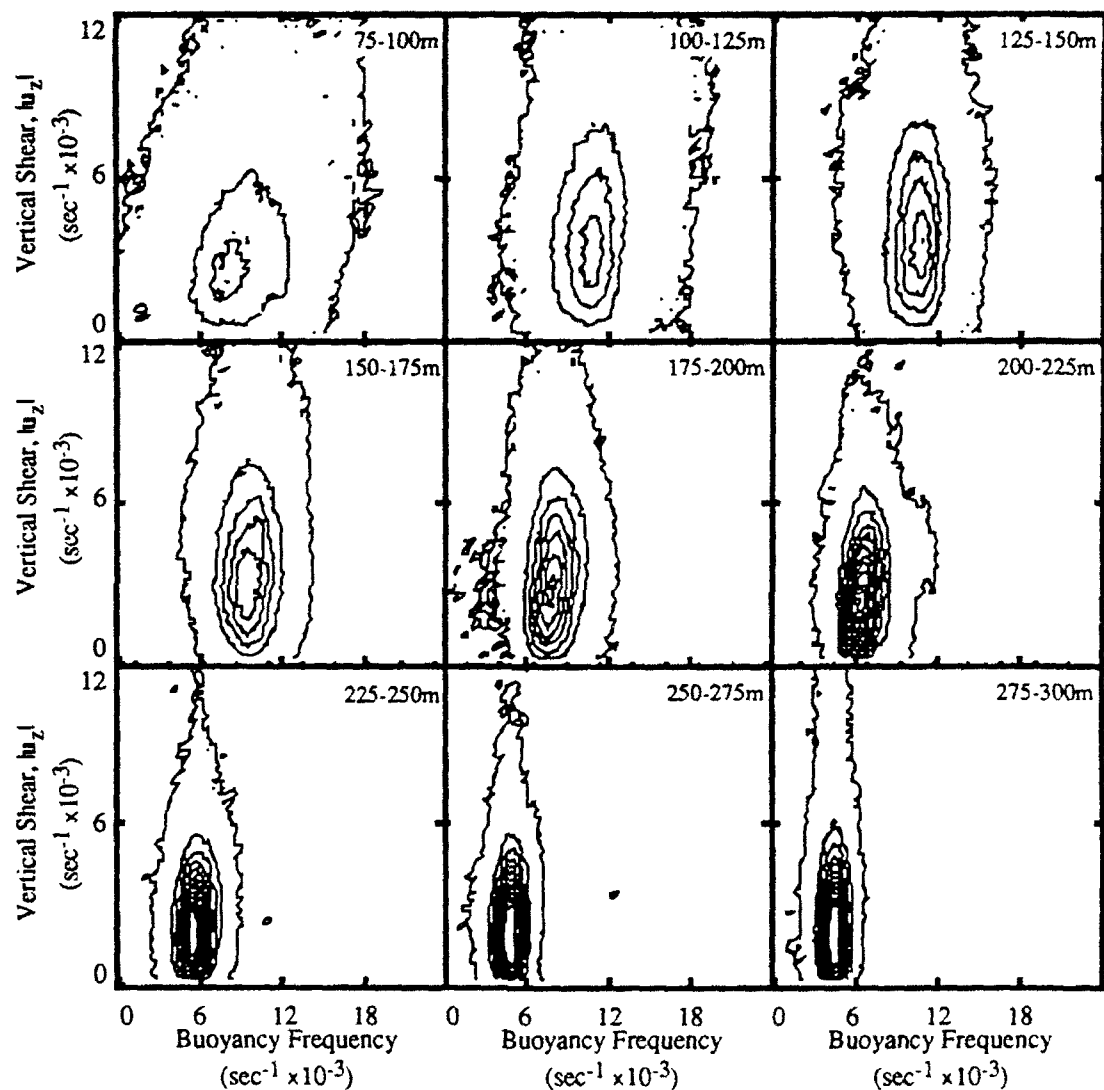 12
75-100m
100-125m
125-150m
Vertical Shear, |u_z|
(sec⁻¹ x10⁻³)
6
0
12
150-175m
175-200m
200-225m
Vertical Shear, |u_z|
(sec⁻¹ x10⁻³)
6
0
12
225-250m
250-275m
275-300m
Vertical Shear, |u_z|
(sec⁻¹ x10⁻³)
6
0
0 6 12 18 0 6 12 18 0 6 12 18
Buoyancy Frequency Buoyancy Frequency Buoyancy Frequency
(sec⁻¹ x10⁻³) (sec⁻¹ x10⁻³) (sec⁻¹ x10⁻³)